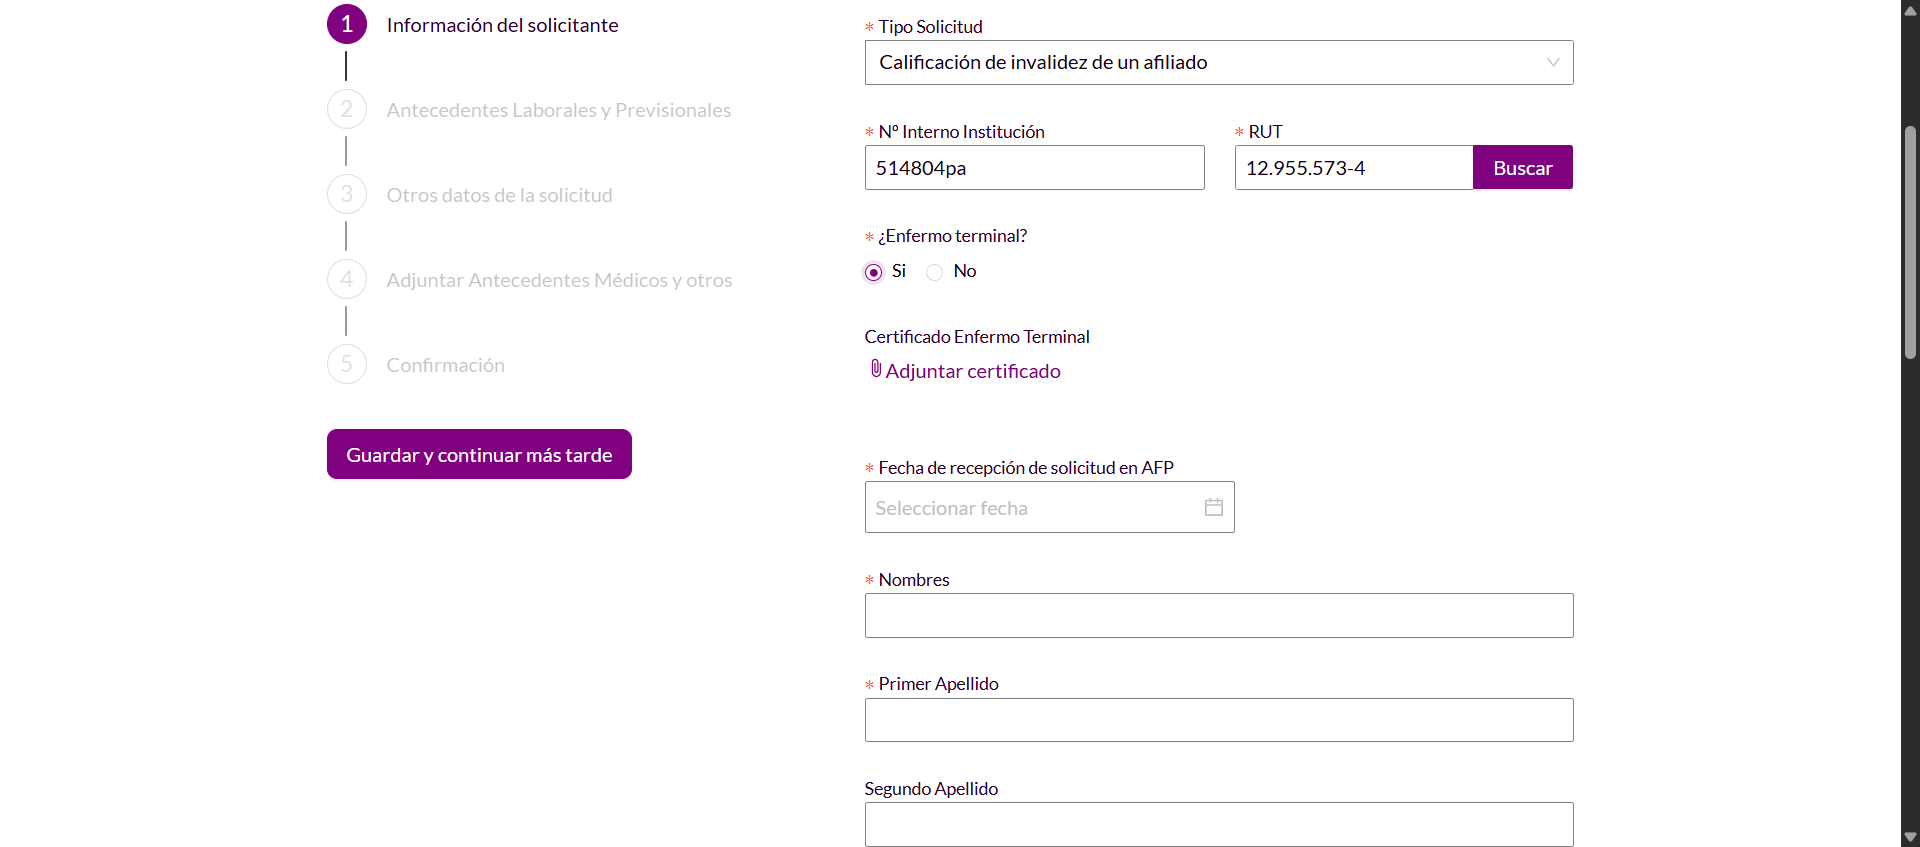 1 Información del solicitante
2 Antecedentes Laborales y Previsionales
3 Otros datos de la solicitud
4 Adjuntar Antecedentes Médicos y otros
5 Confirmación
Guardar y continuar más tarde
* Tipo Solicitud
Calificación de invalidez de un afiliado
* Nº Interno Institución
514804pa
* RUT
12.955.573-4 Buscar
* ¿Enfermo terminal?
Si No
Certificado Enfermo Terminal
Adjuntar certificado
* Fecha de recepción de solicitud en AFP
Seleccionar fecha
* Nombres
* Primer Apellido
Segundo Apellido